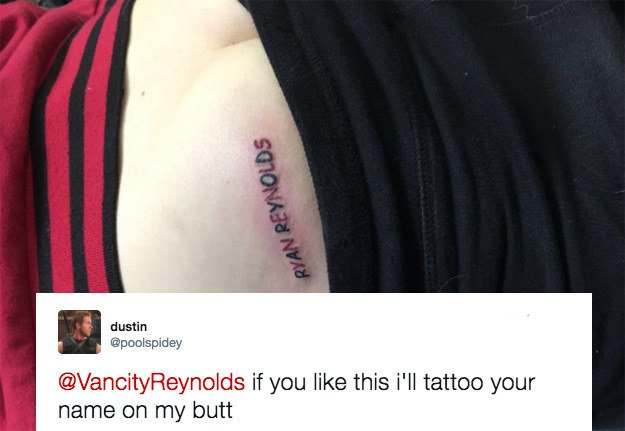 RYAN REYNOLDS
dustin
@poolspidey
@VancityReynolds if you like this i'll tattoo your
name on my butt